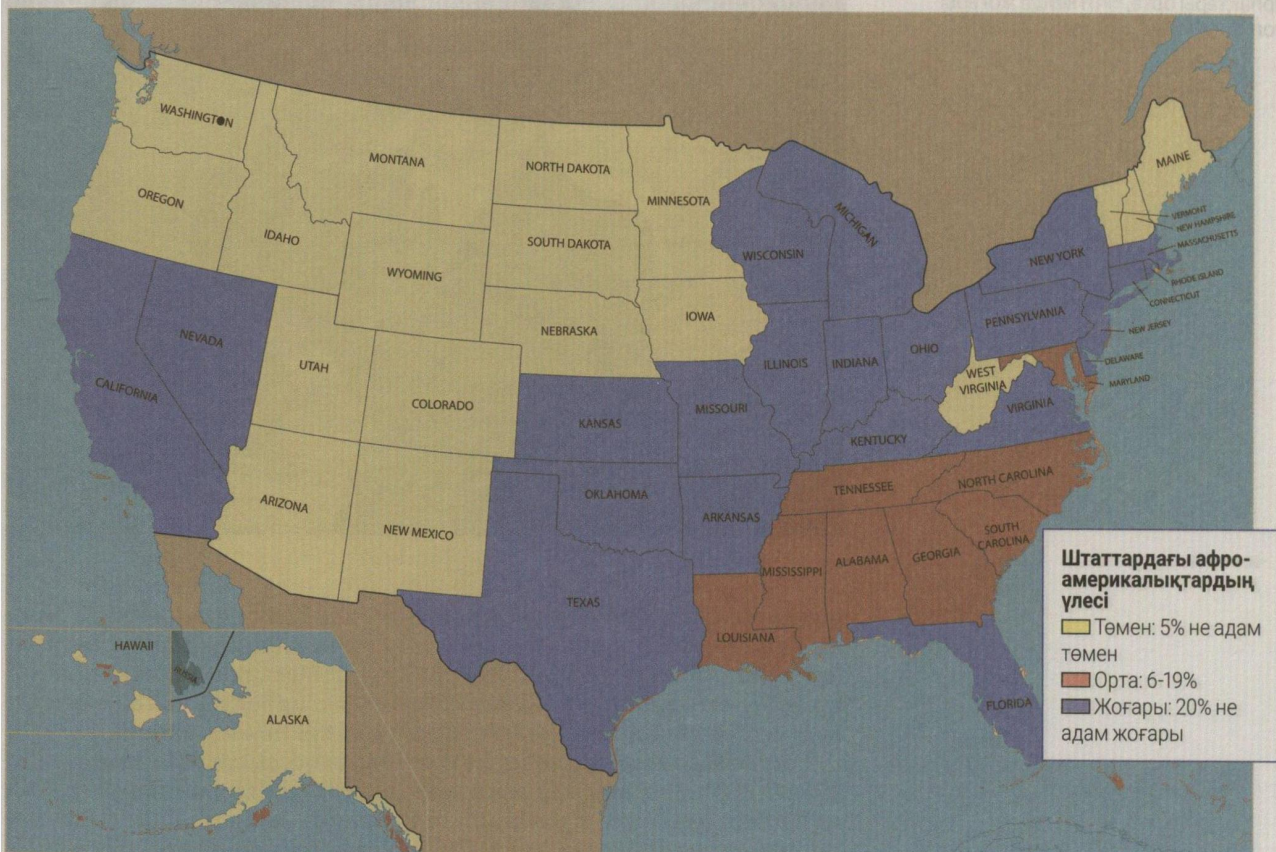 WASHINGTON
MONTANA
NORTH DAKOTA
MINNESOTA
MAINE
OREGON
IDAHO
SOUTH DAKOTA
WYOMING
MICHIGAN
WISCONSIN
VERMONT
NEW HAMPSHIRE
MASSACHUSETTS
NEW YORK
RHODE ISLAND
CONNECTICUT
NEBRASKA
IOWA
PENNSYLVANIA
NEW JERSEY
NEVADA
UTAH
ILLINOIS
INDIANA
OHIO
DELAWARE
WEST
VIRGINIA
MARYLAND
CALIFORNIA
COLORADO
KANSAS
MISSOURI
VIRGINIA
KENTUCKY
ARIZONA
NEW MEXICO
OKLAHOMA
ARKANSAS
TENNESSEE
NORTH CAROLINA
SOUTH
CAROLINA
TEXAS
MISSISSIPPI
ALABAMA
GEORGIA
LOUISIANA
FLORIDA
HAWAII
RUSSIA
ALASKA
Штаттардағы афро-
америкалықтардың
үлесі
Төмен: 5% не адам
төмен
Орта: 6-19%
Жоғары: 20% не
адам жоғары